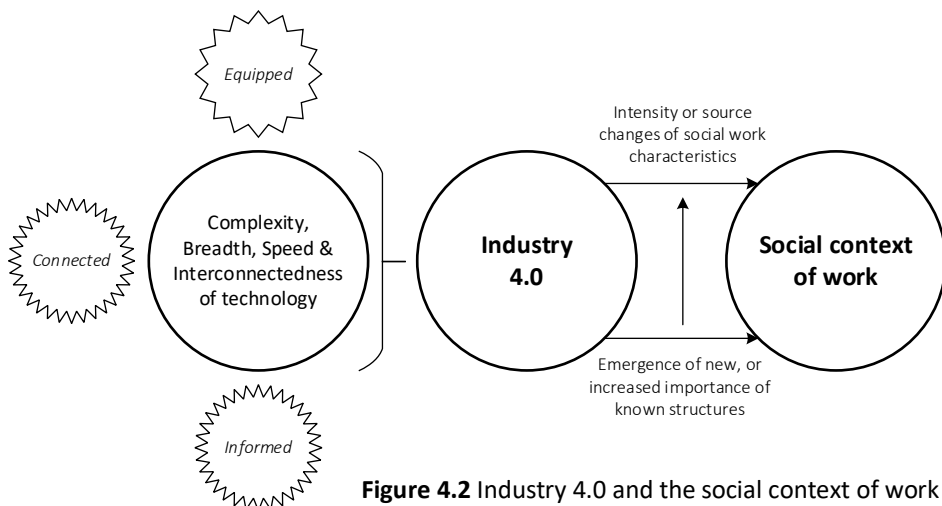 Equipped
Connected
Complexity,
Breadth, Speed &
Interconnectedness
of technology
Informed
Industry
4.0
Intensity or source
changes of social work
characteristics
Emergence of new, or
increased importance of
known structures
Social context
of work
Figure 4.2 Industry 4.0 and the social context of work